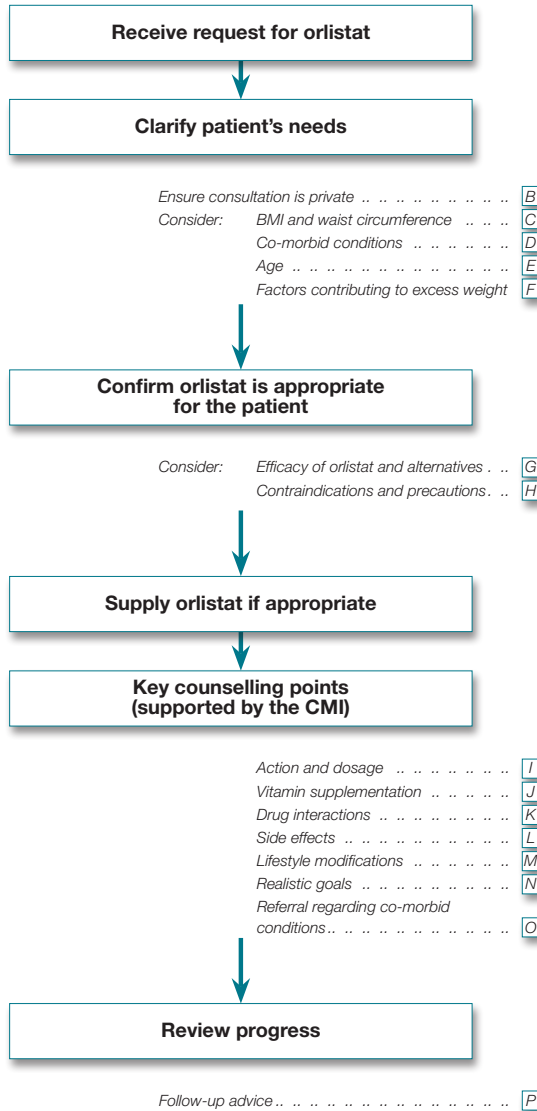 Receive request for orlistat
Clarify patient's needs
Ensure consultation is private .. .. .. .. .. .. .. .. .. B
Consider: BMI and waist circumference .. .. .. C
Co-morbid conditions .. .. .. .. .. .. D
Age .. .. .. .. .. .. .. .. .. .. .. .. .. E
Factors contributing to excess weight F
Confirm orlistat is appropriate
for the patient
Consider: Efficacy of orlistat and alternatives . .. G
Contraindications and precautions. .. H
Supply orlistat if appropriate
Key counselling points
(supported by the CMI)
Action and dosage .. .. .. .. .. .. .. I
Vitamin supplementation .. .. .. .. .. J
Drug interactions .. .. .. .. .. .. .. .. K
Side effects .. .. .. .. .. .. .. .. .. .. L
Lifestyle modifications .. .. .. .. .. .. M
Realistic goals .. .. .. .. .. .. .. .. .. N
Referral regarding co-morbid
conditions .. .. .. .. .. .. .. .. .. .. .. O
Review progress
Follow-up advice .. .. .. .. .. .. .. .. .. .. .. .. .. .. P